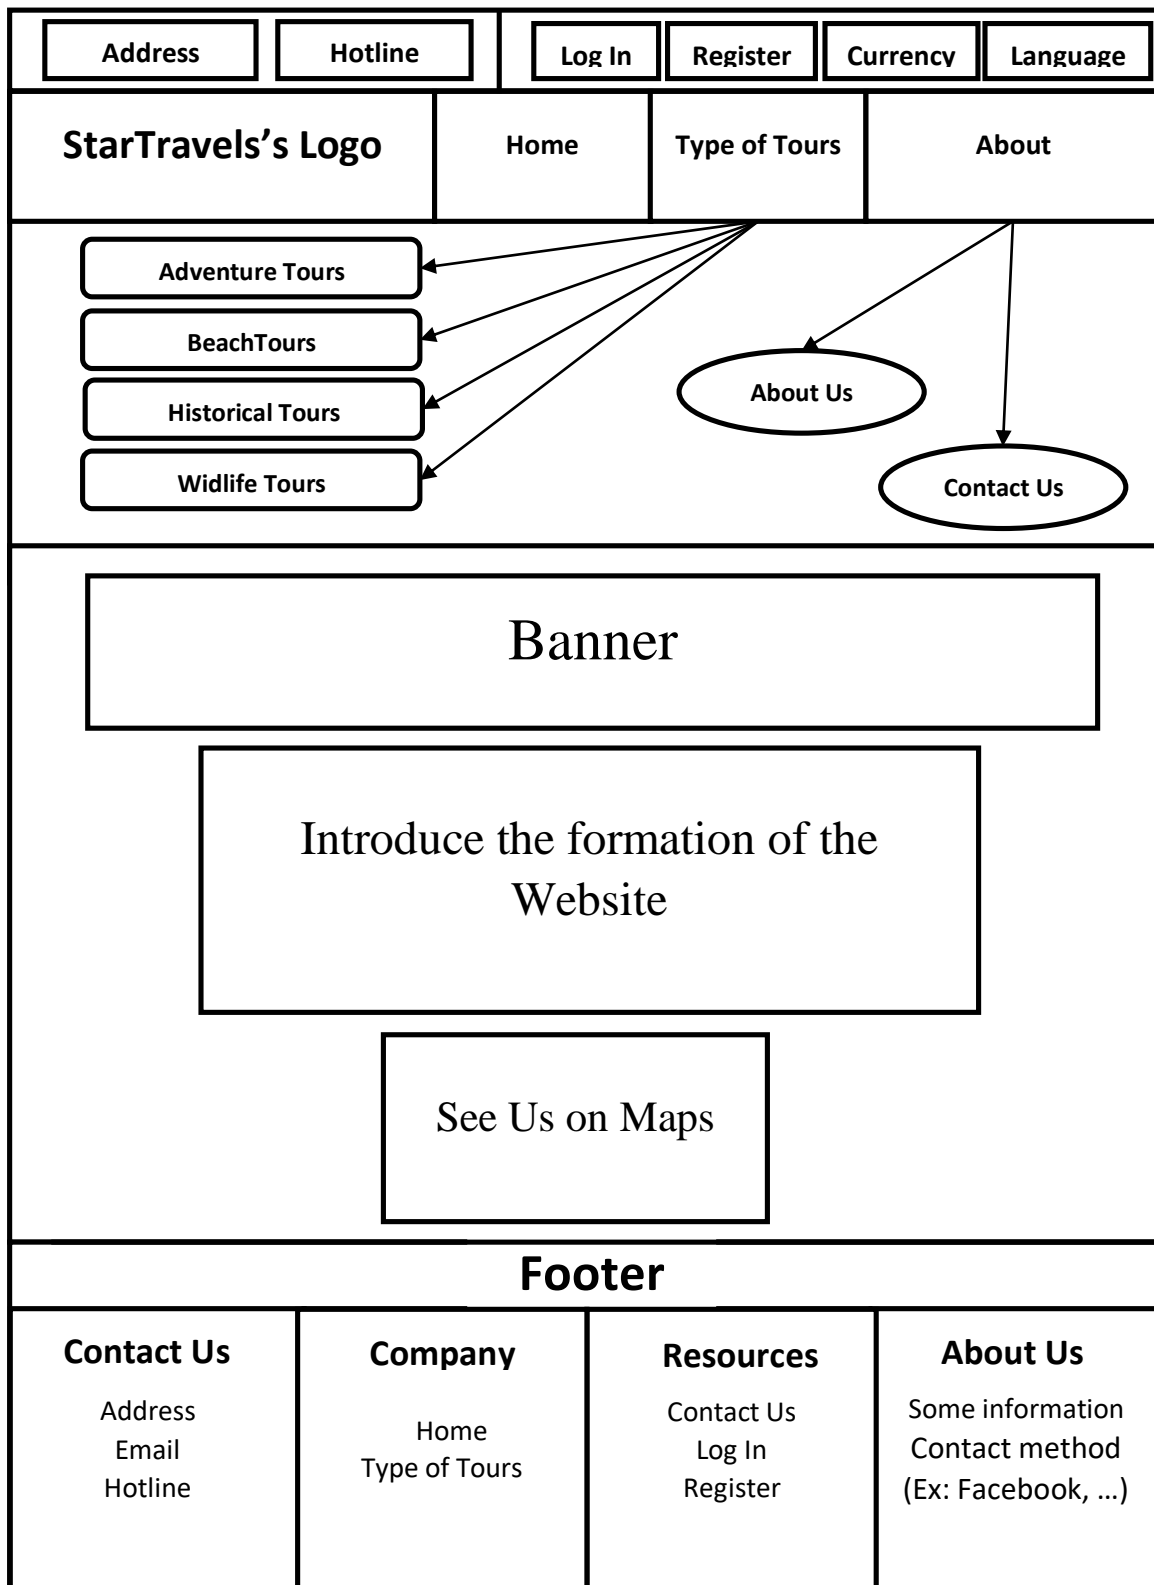 Address
Hotline
Log In
Register
Currency
Language
StarTravels’s Logo
Home
Type of Tours
About
Adventure Tours
BeachTours
Historical Tours
Widlife Tours
About Us
Contact Us
Banner
Introduce the formation of the
Website
See Us on Maps
Footer
Contact Us
Address
Email
Hotline
Company
Home
Type of Tours
Resources
Contact Us
Log In
Register
About Us
Some information
Contact method
(Ex: Facebook, ...)